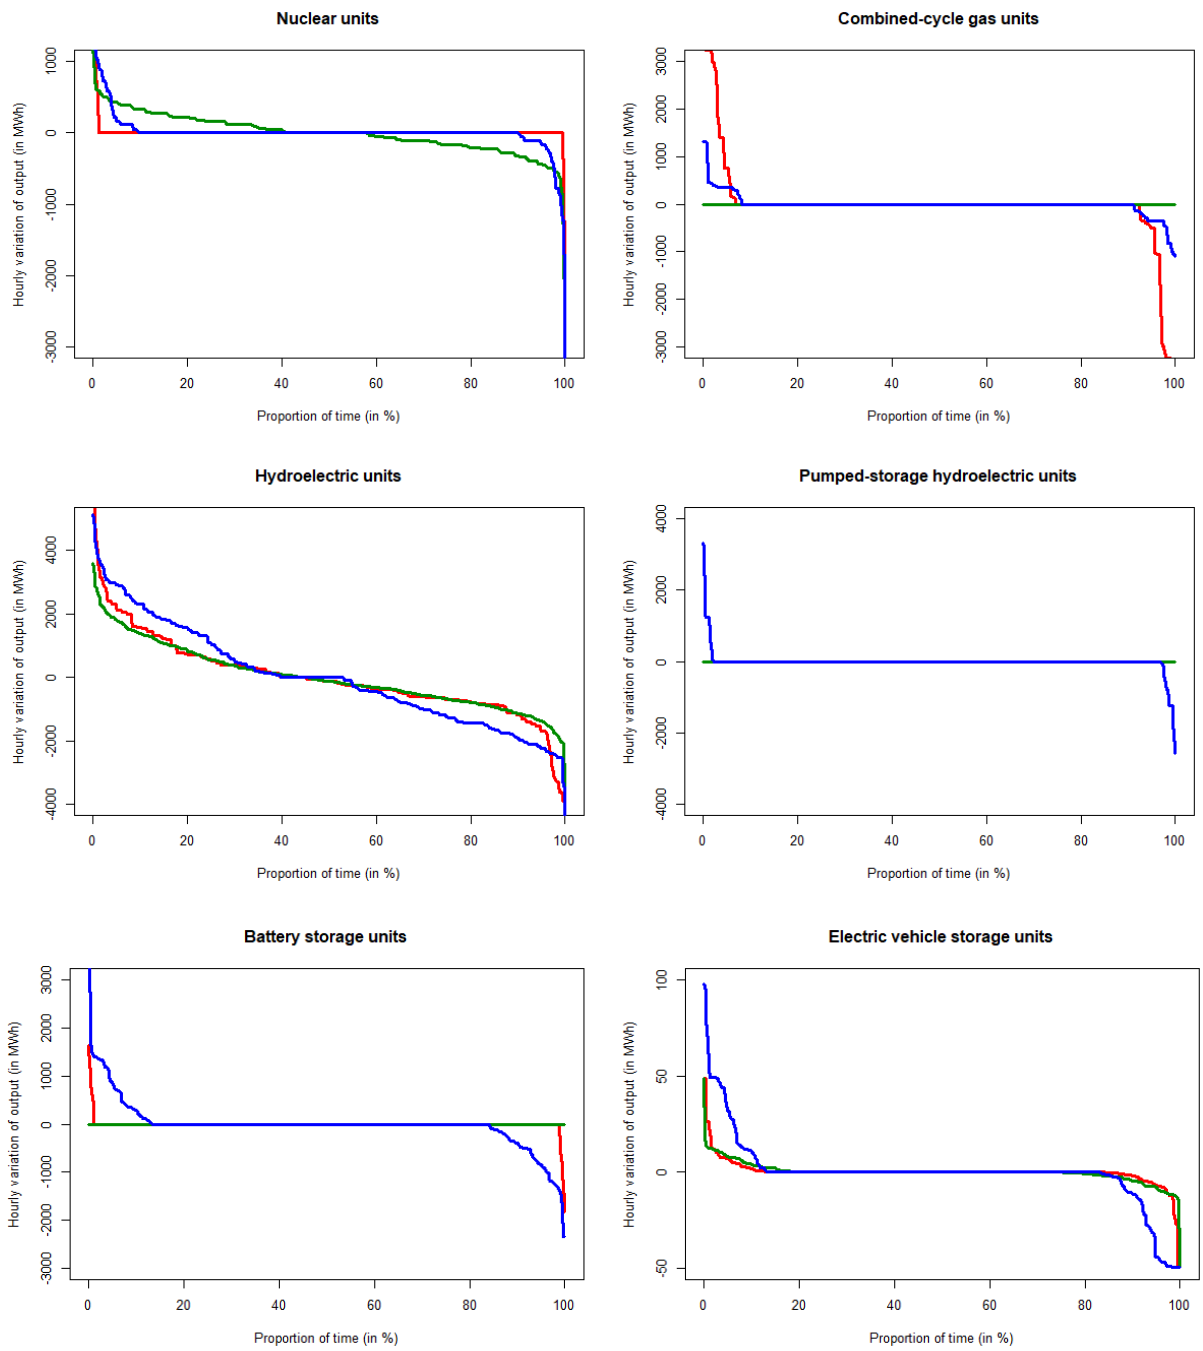 Nuclear units
Hourly variation of output (in MWh)
1000
0
-1000
-2000
-3000
0 20 40 60 80 100
Proportion of time (in %)
Combined-cycle gas units
Hourly variation of output (in MWh)
3000
2000
1000
0
-1000
-2000
-3000
0 20 40 60 80 100
Proportion of time (in %)
Hydroelectric units
Hourly variation of output (in MWh)
4000
2000
0
-2000
-4000
0 20 40 60 80 100
Proportion of time (in %)
Pumped-storage hydroelectric units
Hourly variation of output (in MWh)
4000
2000
0
-2000
-4000
0 20 40 60 80 100
Proportion of time (in %)
Battery storage units
Hourly variation of output (in MWh)
3000
2000
1000
0
-1000
-2000
-3000
0 20 40 60 80 100
Proportion of time (in %)
Electric vehicle storage units
Hourly variation of output (in MWh)
100
50
0
-50
0 20 40 60 80 100
Proportion of time (in %)